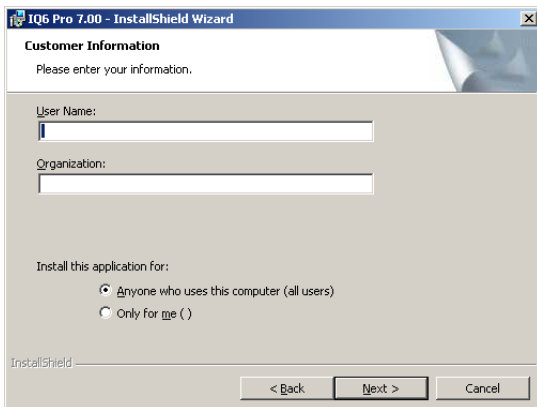 IQ6 Pro 7.00 - InstallShield Wizard
Customer Information
Please enter your information.
User Name:
Organization:
Install this application for:
Anyone who uses this computer (all users)
Only for me ( )
InstallShield
< Back Next > Cancel